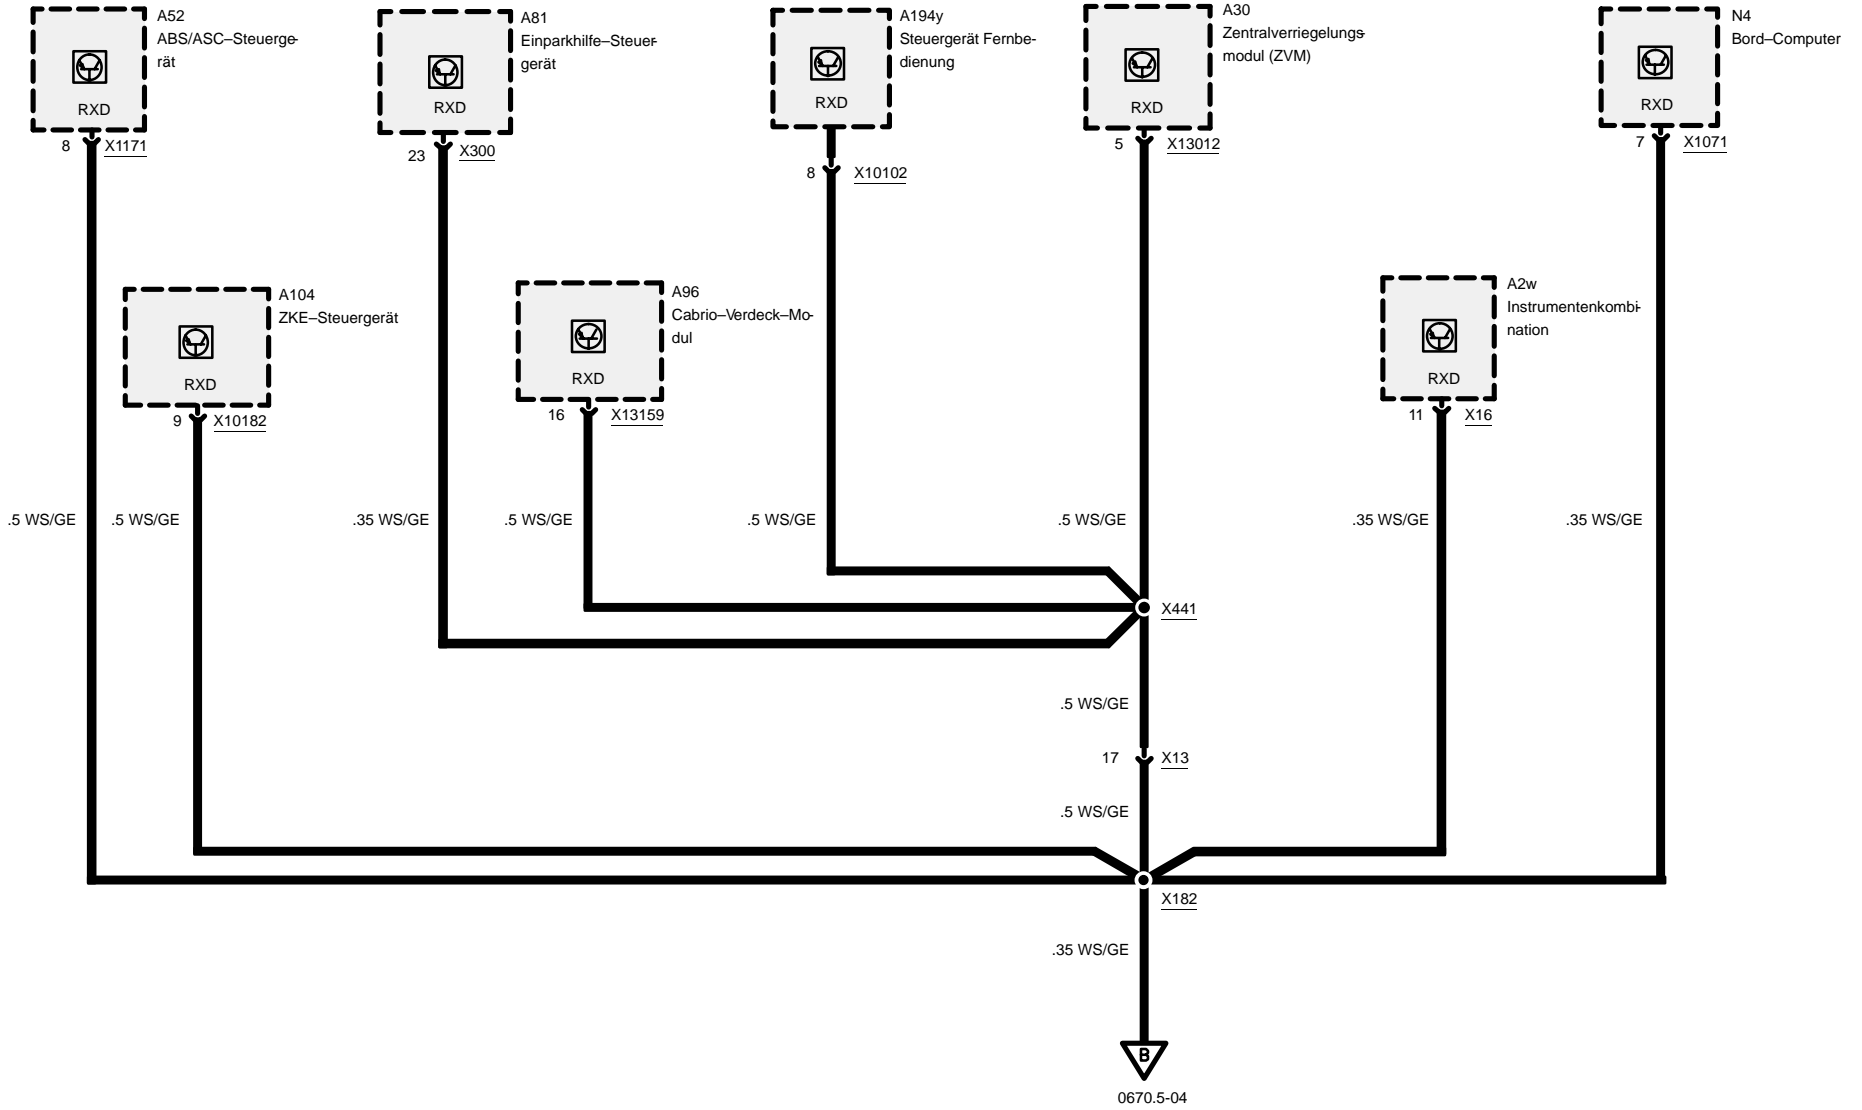 A52
ABS/ASC–Steuerge-
rät
RXD
8
X1171
A81
Einparkhilfe–Steuer-
gerät
RXD
23
X300
A194y
Steuergerät Fernbe-
dienung
RXD
8
X10102
A30
Zentralverriegelungs-
modul (ZVM)
RXD
5
X13012
N4
Bord–Computer
RXD
7
X1071
A104
ZKE–Steuergerät
RXD
9
X10182
A96
Cabrio–Verdeck–Mo-
dul
RXD
16
X13159
A2w
Instrumentenkombi-
nation
RXD
11
X16
.5 WS/GE
.5 WS/GE
.35 WS/GE
.5 WS/GE
.5 WS/GE
.5 WS/GE
.35 WS/GE
.35 WS/GE
X441
.5 WS/GE
17
X13
.5 WS/GE
X182
.35 WS/GE
B
0670.5-04